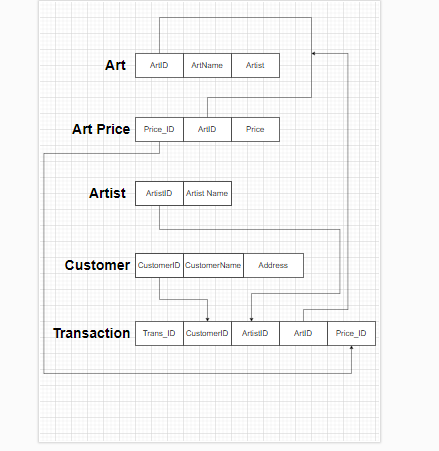 Art ArtID ArtName Artist
Art Price Price_ID ArtID Price
Artist ArtistID Artist Name
Customer CustomerID CustomerName Address
Transaction Trans_ID CustomerID ArtistID ArtID Price_ID